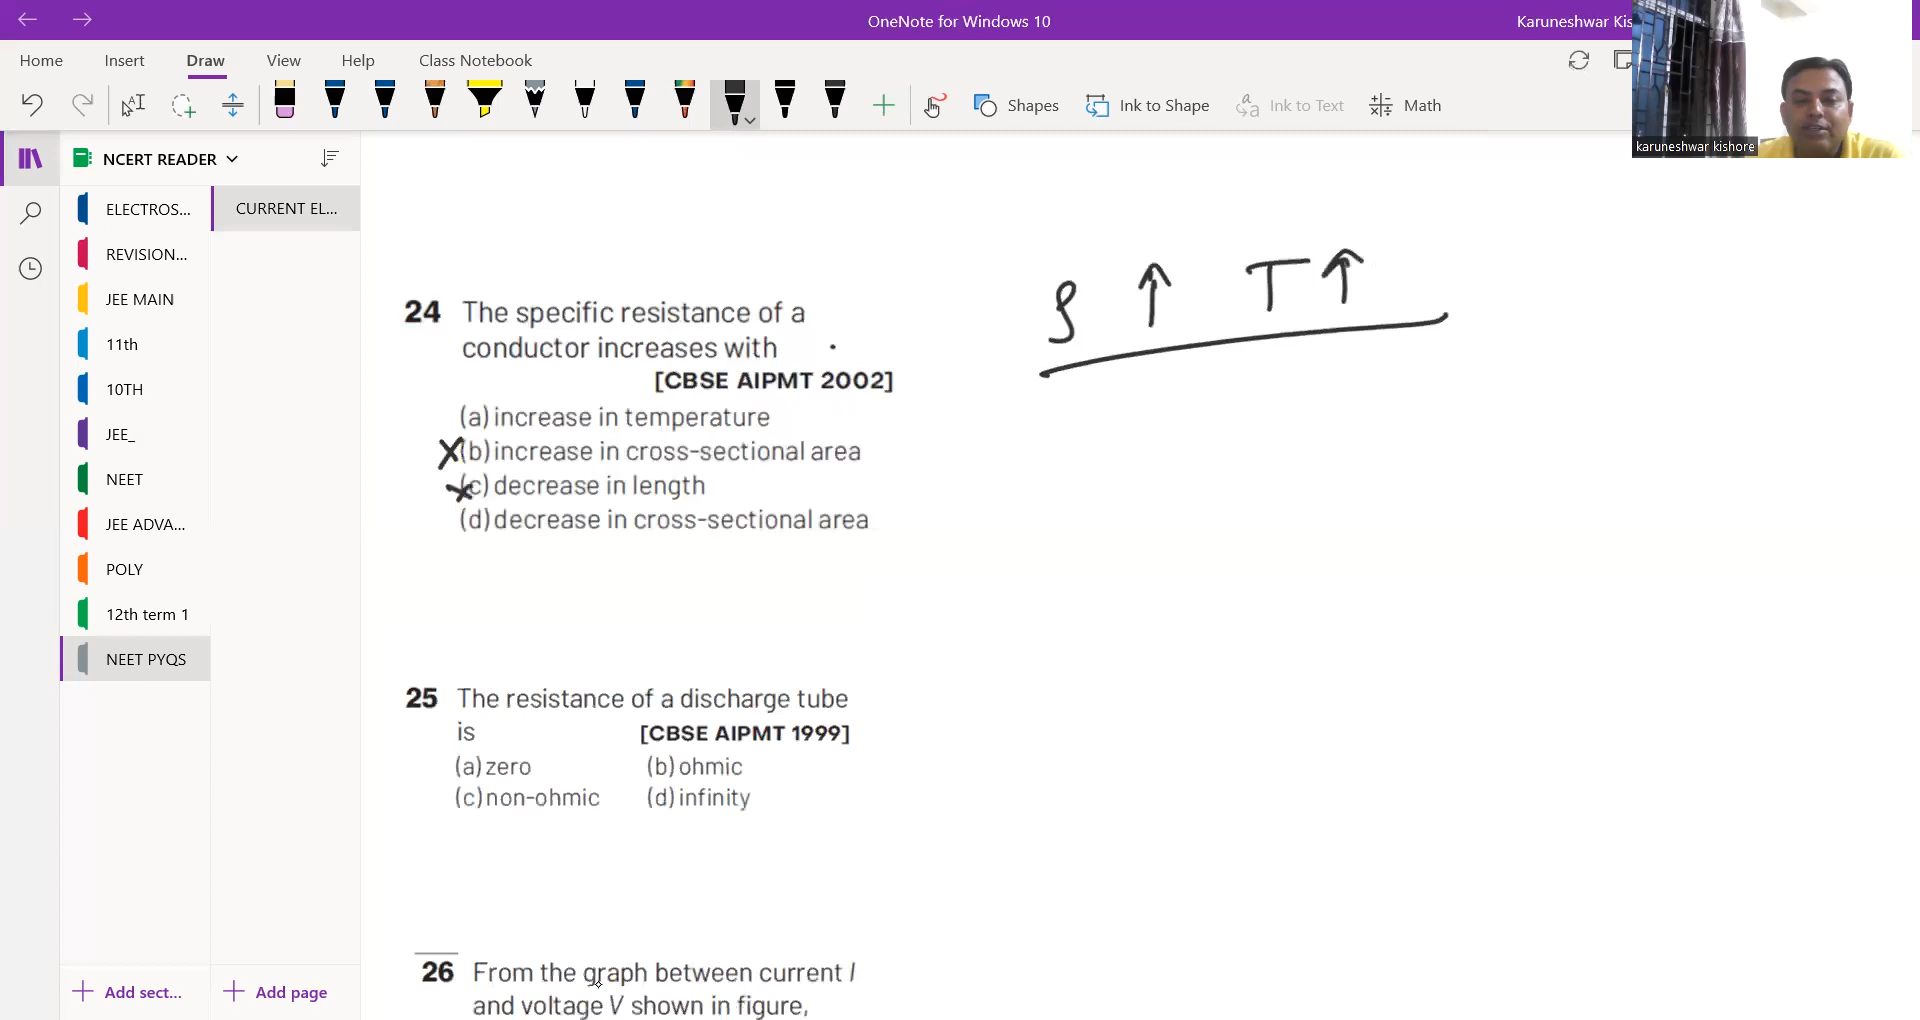 OneNote for Windows 10
Karuneshwar Kis
Home Insert Draw View Help Class Notebook
Shapes Ink to Shape Ink to Text Math
karuneshwar kishore
NCERT READER
ELECTROS...
REVISION...
JEE MAIN
11th
10TH
JEE_
NEET
JEE ADVA...
POLY
12th term 1
NEET PYQS
Add sect...
CURRENT EL...
Add page
24 The specific resistance of a
conductor increases with
[CBSE AIPMT 2002]
(a) increase in temperature
X (b) increase in cross-sectional area
x (c) decrease in length
(d) decrease in cross-sectional area
ρ ↑ T ↑
25 The resistance of a discharge tube
is [CBSE AIPMT 1999]
(a) zero (b) ohmic
(c) non-ohmic (d) infinity
26 From the graph between current I
and voltage V shown in figure,